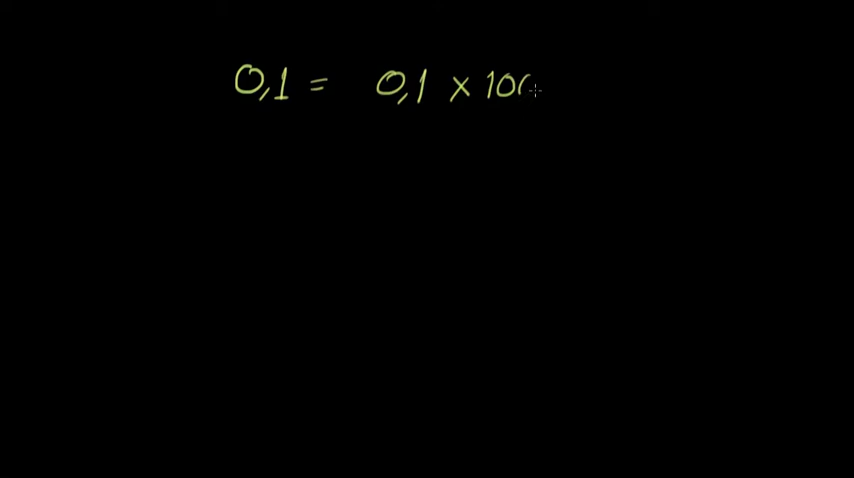 0,1 = 0,1 × 10